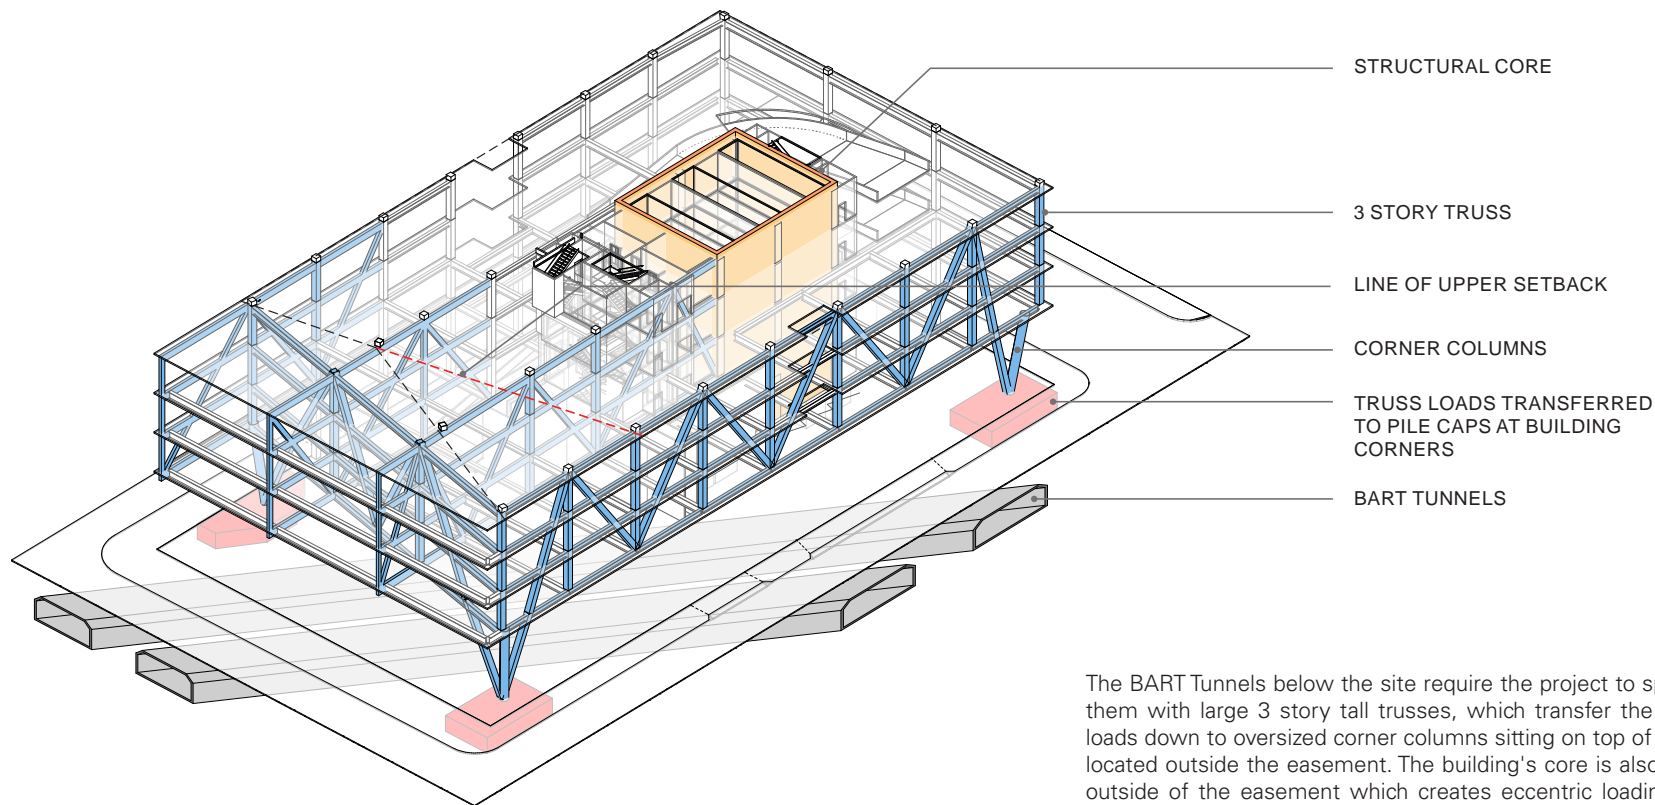 STRUCTURAL CORE
3 STORY TRUSS
LINE OF UPPER SETBACK
CORNER COLUMNS
TRUSS LOADS TRANSFERRED
TO PILE CAPS AT BUILDING
CORNERS
BART TUNNELS
The BART Tunnels below the site require the project to
them with large 3 story tall trusses, which transfer the
loads down to oversized corner columns sitting on top of
located outside the easement. The building's core is also
outside of the easement which creates eccentric